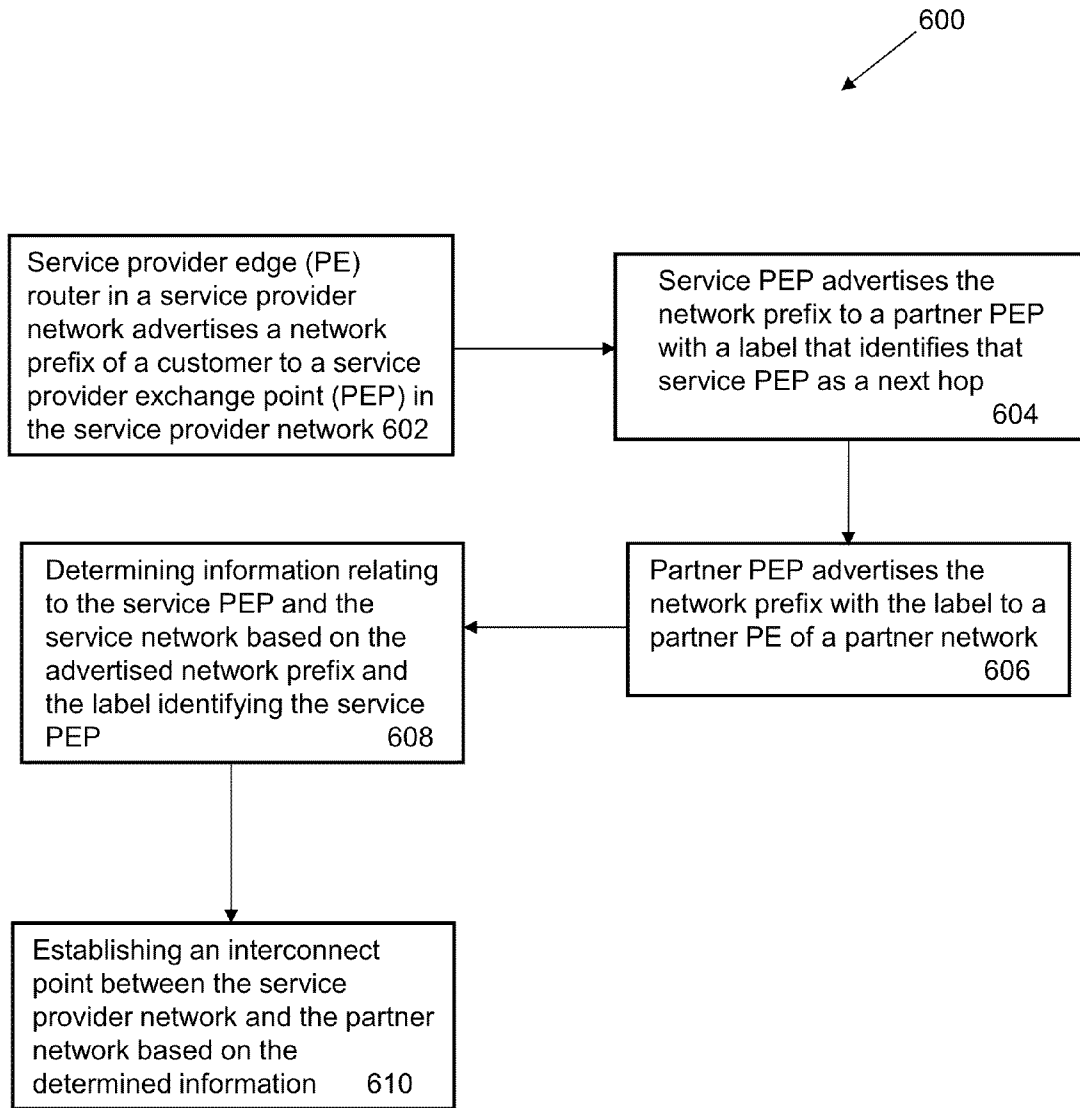 600
Service provider edge (PE)
router in a service provider
network advertises a network
prefix of a customer to a service
provider exchange point (PEP) in
the service provider network 602
Service PEP advertises the
network prefix to a partner PEP
with a label that identifies that
service PEP as a next hop
604
Partner PEP advertises the
network prefix with the label to a
partner PE of a partner network
606
Determining information relating
to the service PEP and the
service network based on the
advertised network prefix and
the label identifying the service
PEP 608
Establishing an interconnect
point between the service
provider network and the partner
network based on the
determined information 610